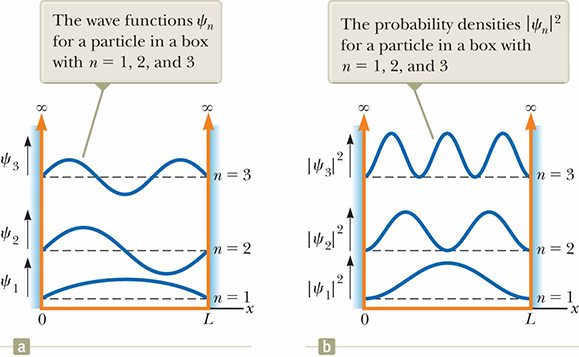 The wave functions ψn
for a particle in a box
with n = 1, 2, and 3
∞
∞
ψ3
n = 3
ψ2
n = 2
ψ1
n = 1
x
0
L
a
The probability densities |ψn|²
for a particle in a box with
n = 1, 2, and 3
∞
∞
|ψ3|²
n = 3
|ψ2|²
n = 2
|ψ1|²
n = 1
x
0
L
b